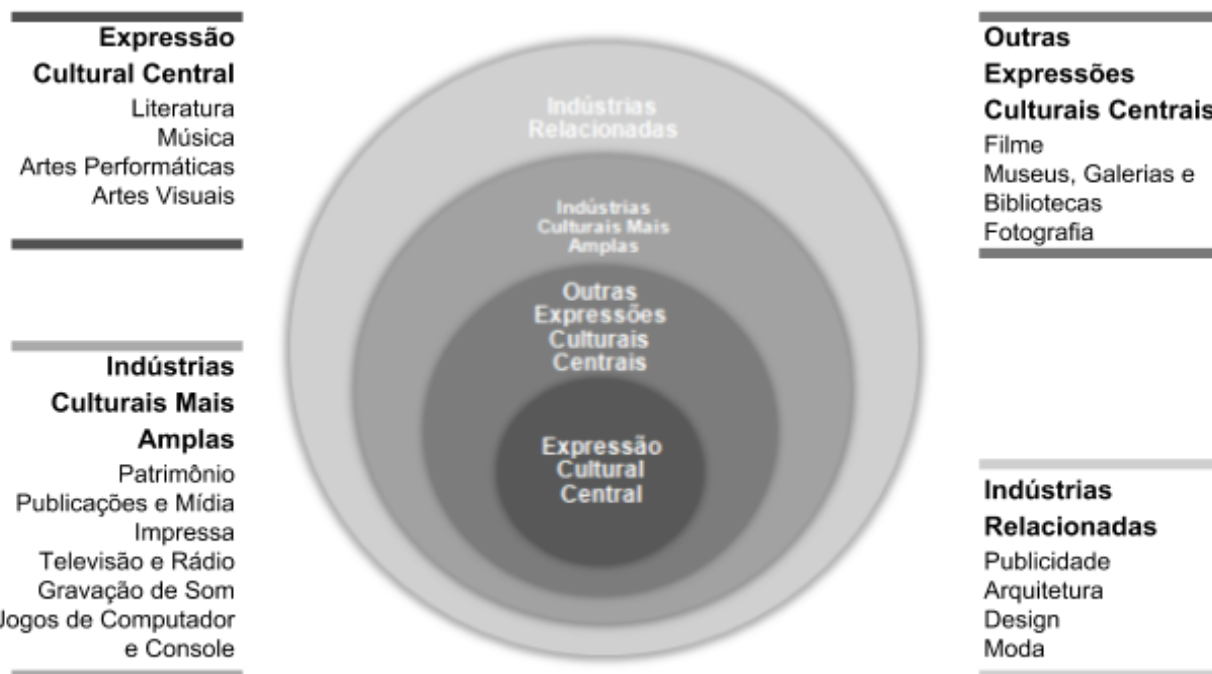 Expressão
Cultural Central
Literatura
Música
Artes Performáticas
Artes Visuais
Indústrias
Culturais Mais
Amplas
Patrimônio
Publicações e Mídia
Impressa
Televisão e Rádio
Gravação de Som
Jogos de Computador
e Console
Indústrias
Relacionadas
Indústrias
Culturais Mais
Amplas
Outras
Expressões
Culturais
Centrais
Expressão
Cultural
Central
Outras
Expressões
Culturais Centrais
Filme
Museus, Galerias e
Bibliotecas
Fotografia
Indústrias
Relacionadas
Publicidade
Arquitetura
Design
Moda